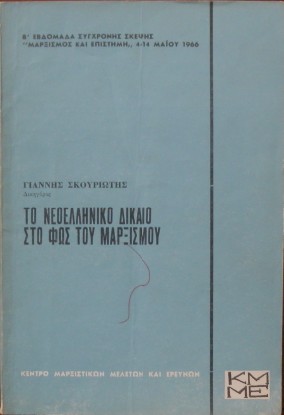 Β' ΕΒΔΟΜΑΔΑ ΣΥΓΧΡΟΝΗΣ ΣΚΕΨΗΣ
"ΜΑΡΞΙΣΜΟΣ ΚΑΙ ΕΠΙΣΤΗΜΗ,, 4-14 ΜΑΪΟΥ 1966
ΓΙΑΝΝΗΣ ΣΚΟΥΡΙΩΤΗΣ
Δικηγόρος
ΤΟ ΝΕΟΕΛΛΗΝΙΚΟ ΔΙΚΑΙΟ
ΣΤΟ ΦΩΣ ΤΟΥ ΜΑΡΞΙΣΜΟΥ
ΚΕΝΤΡΟ ΜΑΡΞΙΣΤΙΚΩΝ ΜΕΛΕΤΩΝ ΚΑΙ ΕΡΕΥΝΩΝ
ΚΜ
ΜΕ